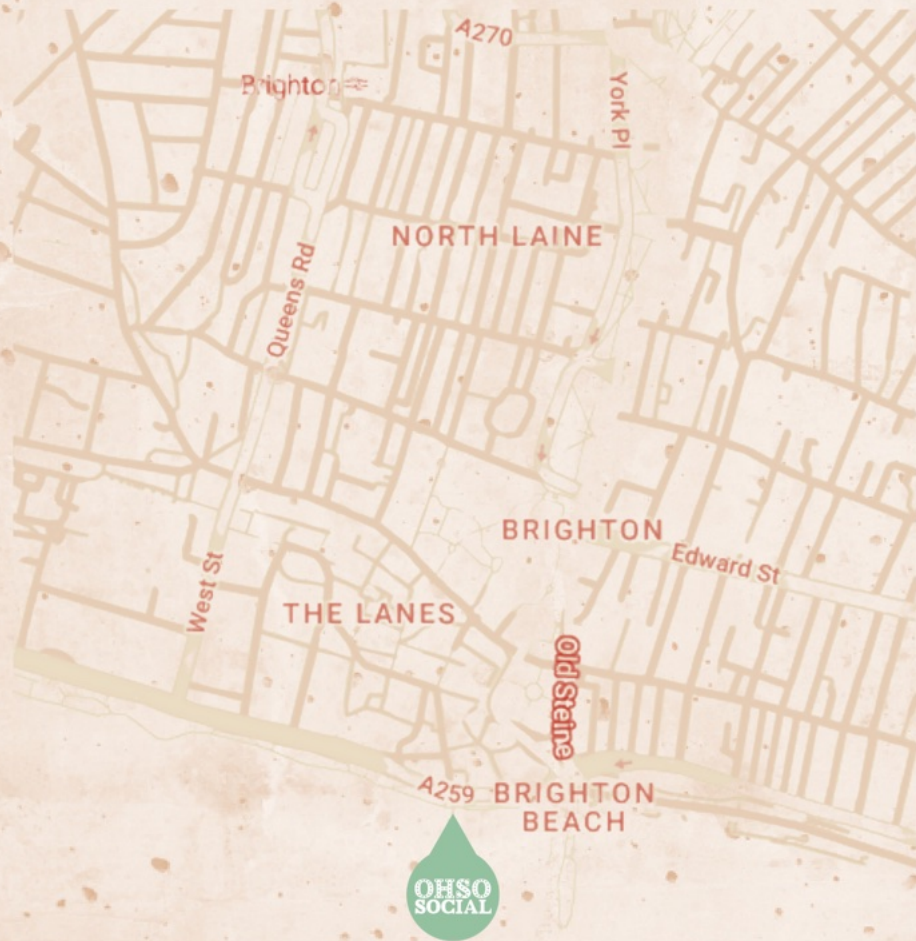 A270
Brighton
York Pl
NORTH LAINE
Queens Rd
BRIGHTON
Edward St
West St
THE LANES
Old Steine
A259
BRIGHTON
BEACH
OHSO
SOCIAL